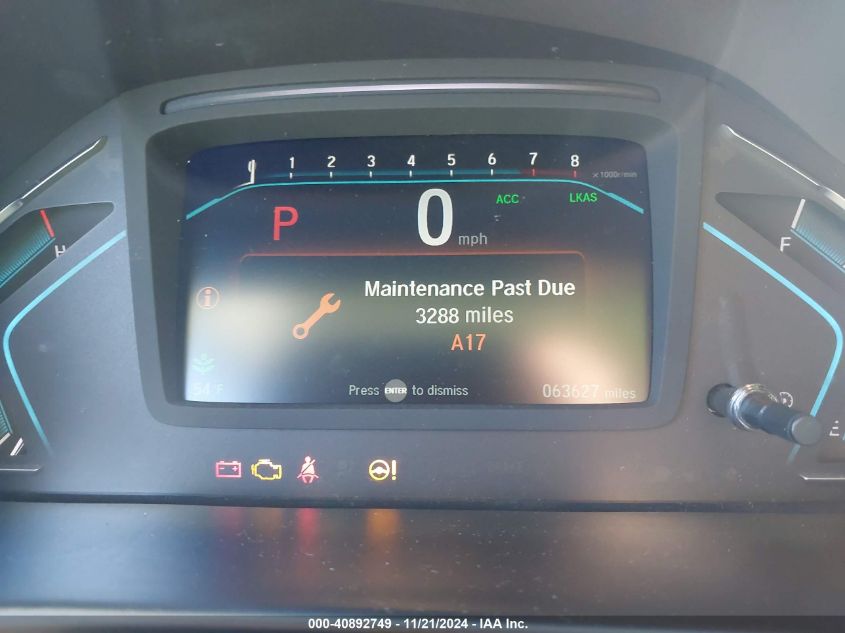 0 1 2 3 4 5 6 7 8
x1000r/min
P 0 mph ACC LKAS
H
F
Maintenance Past Due
3288 miles
A17
54°F
Press ENTER to dismiss
063627 miles
E
000-40892749 - 11/21/2024 - IAA Inc.